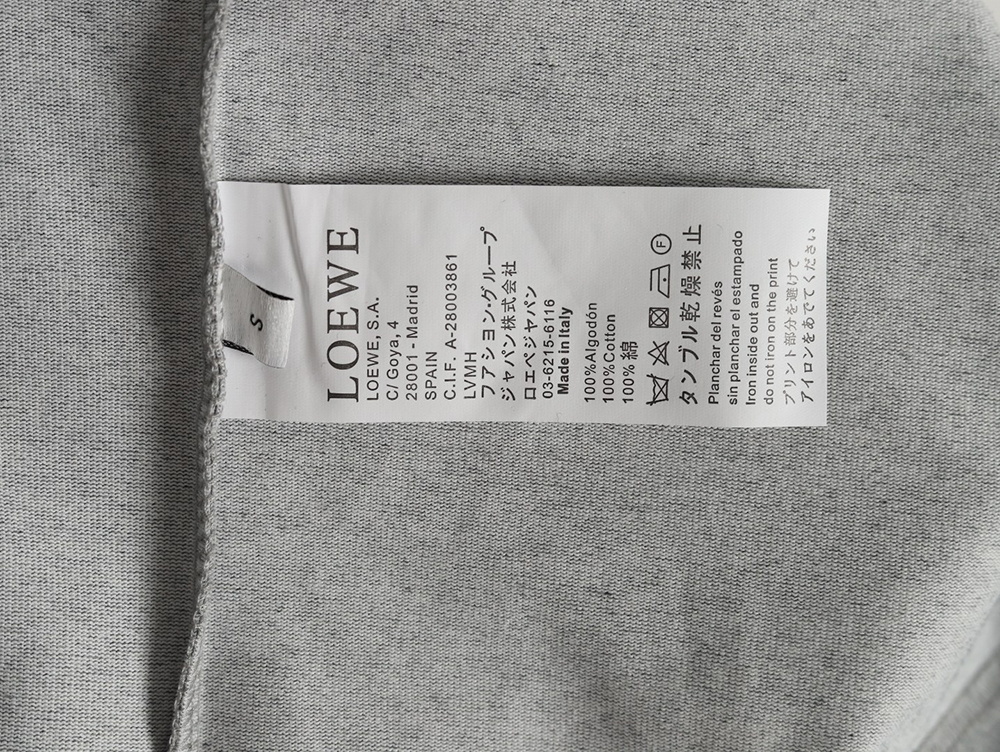 S
LOEWE
LOEWE, S.A.
C/Goya, 4
28001 - Madrid
SPAIN
C.I.F. A-28003861
LVMH
ファション・グループ
ジャパン株式会社
ロエペジャパン
03-6215-6116
Made in Italy
100%Algodón
100%Cotton
100%綿
F
タンブル乾燥禁止
Planchar del revés
sin planchar el estampado
Iron inside out and
do not iron on the print
プリント部分を避けて
アイロンをあでてください